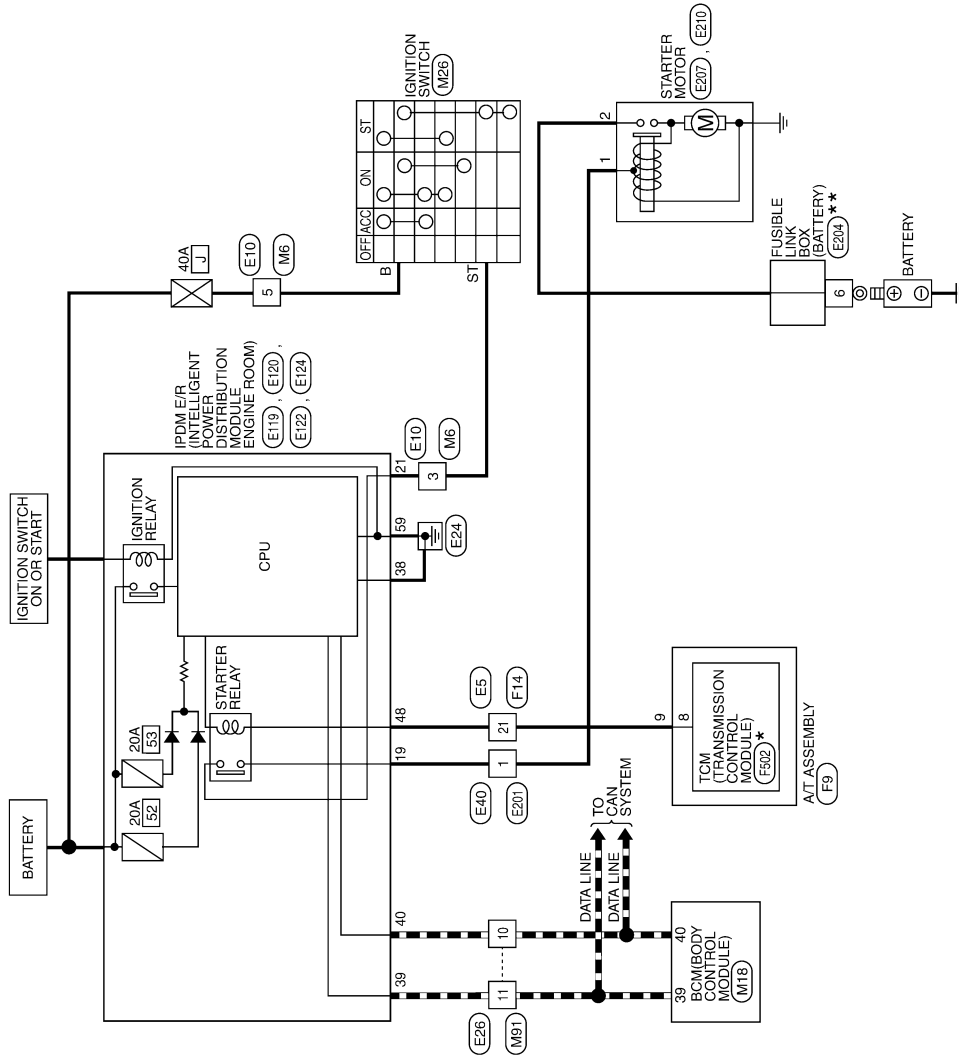 BATTERY
IGNITION SWITCH
ON OR START
20A
52
20A
53
IGNITION
RELAY
STARTER
RELAY
CPU
IPDM E/R
(INTELLIGENT
POWER
DISTRIBUTION
MODULE
ENGINE ROOM)
E119 , E120 ,
E122 , E124
40A
J
5
E10
M6
B
ST
OFF
ACC
ON
ST
IGNITION
SWITCH
M26
39
40
19
48
38
59
21
E24
3
E10
M6
E26
M91
11
10
E40
E201
1
21
E5
F14
DATA LINE
DATA LINE
TO
CAN
SYSTEM
39
40
BCM(BODY
CONTROL
MODULE)
M18
9
8
TCM
(TRANSMISSION
CONTROL
MODULE)
F502 *
A/T ASSEMBLY
F9
1
2
M
STARTER
MOTOR
E207 , E210
FUSIBLE
LINK
BOX
(BATTERY)
E204 **
6
BATTERY
+
−